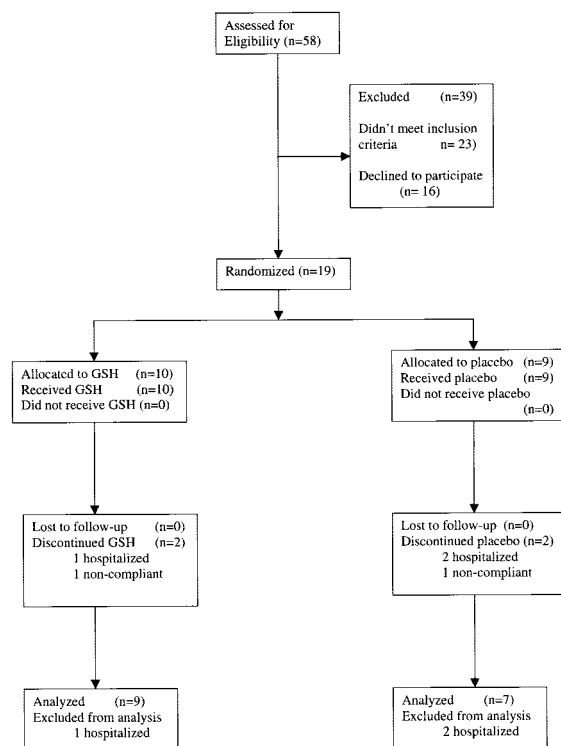 Assessed for
Eligibility (n=58)
Excluded (n=39)
Didn't meet inclusion
criteria n= 23)
Declined to participate
(n= 16)
Randomized (n=19)
Allocated to GSH (n=10)
Received GSH (n=10)
Did not receive GSH (n=0)
Allocated to placebo (n=9)
Received placebo (n=9)
Did not receive placebo
(n=0)
Lost to follow-up (n=0)
Discontinued GSH (n=2)
1 hospitalized
1 non-compliant
Lost to follow-up (n=0)
Discontinued placebo (n=2)
2 hospitalized
1 non-compliant
Analyzed (n=9)
Excluded from analysis
1 hospitalized
Analyzed (n=7)
Excluded from analysis
2 hospitalized